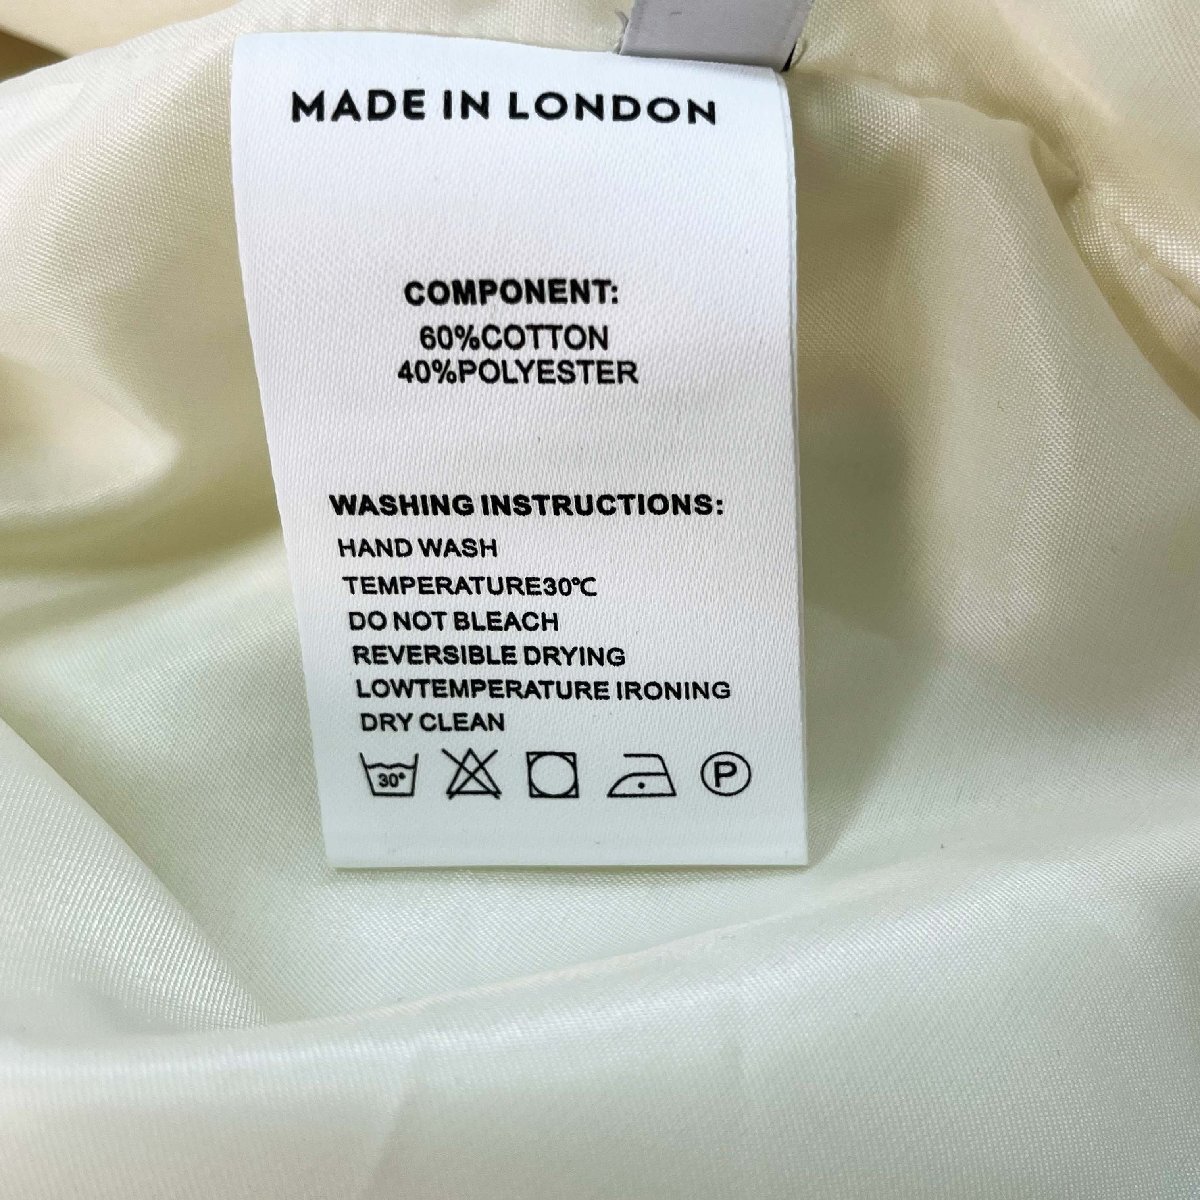 MADE IN LONDON
COMPONENT:
60%COTTON
40%POLYESTER
WASHING INSTRUCTIONS:
HAND WASH
TEMPERATURE30℃
DO NOT BLEACH
REVERSIBLE DRYING
LOWTEMPERATURE IRONING
DRY CLEAN
30° P